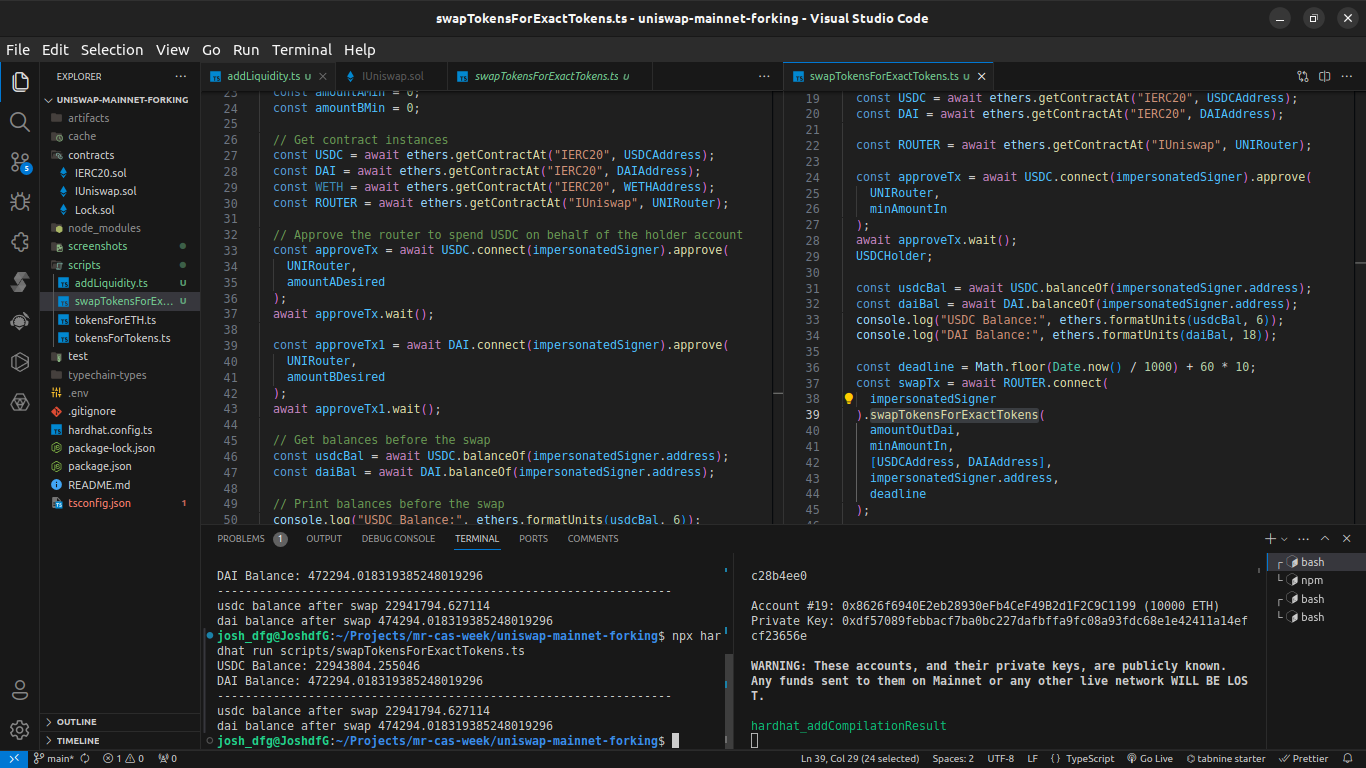 swapTokensForExactTokens.ts - uniswap-mainnet-forking - Visual Studio Code
File Edit Selection View Go Run Terminal Help
EXPLORER
UNISWAP-MAINNET-FORKING
artifacts
cache
contracts
IERC20.sol
IUniswap.sol
Lock.sol
node_modules
screenshots
scripts
addLiquidity.ts U
swapTokensForEx... U
tokensForETH.ts
tokensForTokens.ts
test
typechain-types
.env
.gitignore
hardhat.config.ts
package-lock.json
package.json
README.md
tsconfig.json 1
OUTLINE
TIMELINE
5
addLiquidity.ts U
IUniswap.sol
swapTokensForExactTokens.ts U
23 const amountAMin = 0;
24 const amountBMin = 0;
25
26 // Get contract instances
27 const USDC = await ethers.getContractAt("IERC20", USDCAddress);
28 const DAI = await ethers.getContractAt("IERC20", DAIAddress);
29 const WETH = await ethers.getContractAt("IERC20", WETHAddress);
30 const ROUTER = await ethers.getContractAt("IUniswap", UNIRouter);
31
32 // Approve the router to spend USDC on behalf of the holder account
33 const approveTx = await USDC.connect(impersonatedSigner).approve(
34 UNIRouter,
35 amountADesired
36 );
37 await approveTx.wait();
38
39 const approveTx1 = await DAI.connect(impersonatedSigner).approve(
40 UNIRouter,
41 amountBDesired
42 );
43 await approveTx1.wait();
44
45 // Get balances before the swap
46 const usdcBal = await USDC.balanceOf(impersonatedSigner.address);
47 const daiBal = await DAI.balanceOf(impersonatedSigner.address);
48
49 // Print balances before the swap
50 console.log("USDC Balance:", ethers.formatUnits(usdcBal, 6));
swapTokensForExactTokens.ts U
19 const USDC = await ethers.getContractAt("IERC20", USDCAddress);
20 const DAI = await ethers.getContractAt("IERC20", DAIAddress);
21
22 const ROUTER = await ethers.getContractAt("IUniswap", UNIRouter);
23
24 const approveTx = await USDC.connect(impersonatedSigner).approve(
25 UNIRouter,
26 minAmountIn
27 );
28 await approveTx.wait();
29 USDCHolder;
30
31 const usdcBal = await USDC.balanceOf(impersonatedSigner.address);
32 const daiBal = await DAI.balanceOf(impersonatedSigner.address);
33 console.log("USDC Balance:", ethers.formatUnits(usdcBal, 6));
34 console.log("DAI Balance:", ethers.formatUnits(daiBal, 18));
35
36 const deadline = Math.floor(Date.now() / 1000) + 60 * 10;
37 const swapTx = await ROUTER.connect(
38 impersonatedSigner
39 ).swapTokensForExactTokens(
40 amountOutDai,
41 minAmountIn,
42 [USDCAddress, DAIAddress],
43 impersonatedSigner.address,
44 deadline
45 );
PROBLEMS 1 OUTPUT DEBUG CONSOLE TERMINAL PORTS COMMENTS
DAI Balance: 472294.018319385248019296
-------------------------------------------------------------------
usdc balance after swap 22941794.627114
dai balance after swap 474294.018319385248019296
josh_dfg@JoshdfG:~/Projects/mr-cas-week/uniswap-mainnet-forking$ npx har
dhat run scripts/swapTokensForExactTokens.ts
USDC Balance: 22943804.255046
DAI Balance: 472294.018319385248019296
-------------------------------------------------------------------
usdc balance after swap 22941794.627114
dai balance after swap 474294.018319385248019296
josh_dfg@JoshdfG:~/Projects/mr-cas-week/uniswap-mainnet-forking$
c28b4ee0
Account #19: 0x8626f6940E2eb28930eFb4CeF49B2d1F2C9C1199 (10000 ETH)
Private Key: 0xdf57089febbacf7ba0bc227dafbffa9fc08a93fdc68e1e42411a14ef
cf23656e
WARNING: These accounts, and their private keys, are publicly known.
Any funds sent to them on Mainnet or any other live network WILL BE LOS
T.
hardhat_addCompilationResult
bash
npm
bash
bash
main* 1 0 0 Ln 39, Col 29 (24 selected) Spaces: 2 UTF-8 LF {} TypeScript Go Live tabnine starter Prettier